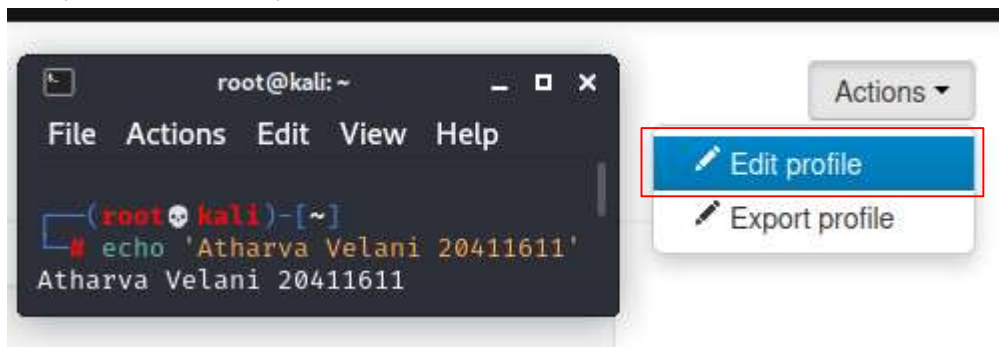 root@kali: ~
File Actions Edit View Help
(root💀kali)-[~]
# echo 'Atharva Velani 20411611'
Atharva Velani 20411611
Actions
Edit profile
Export profile